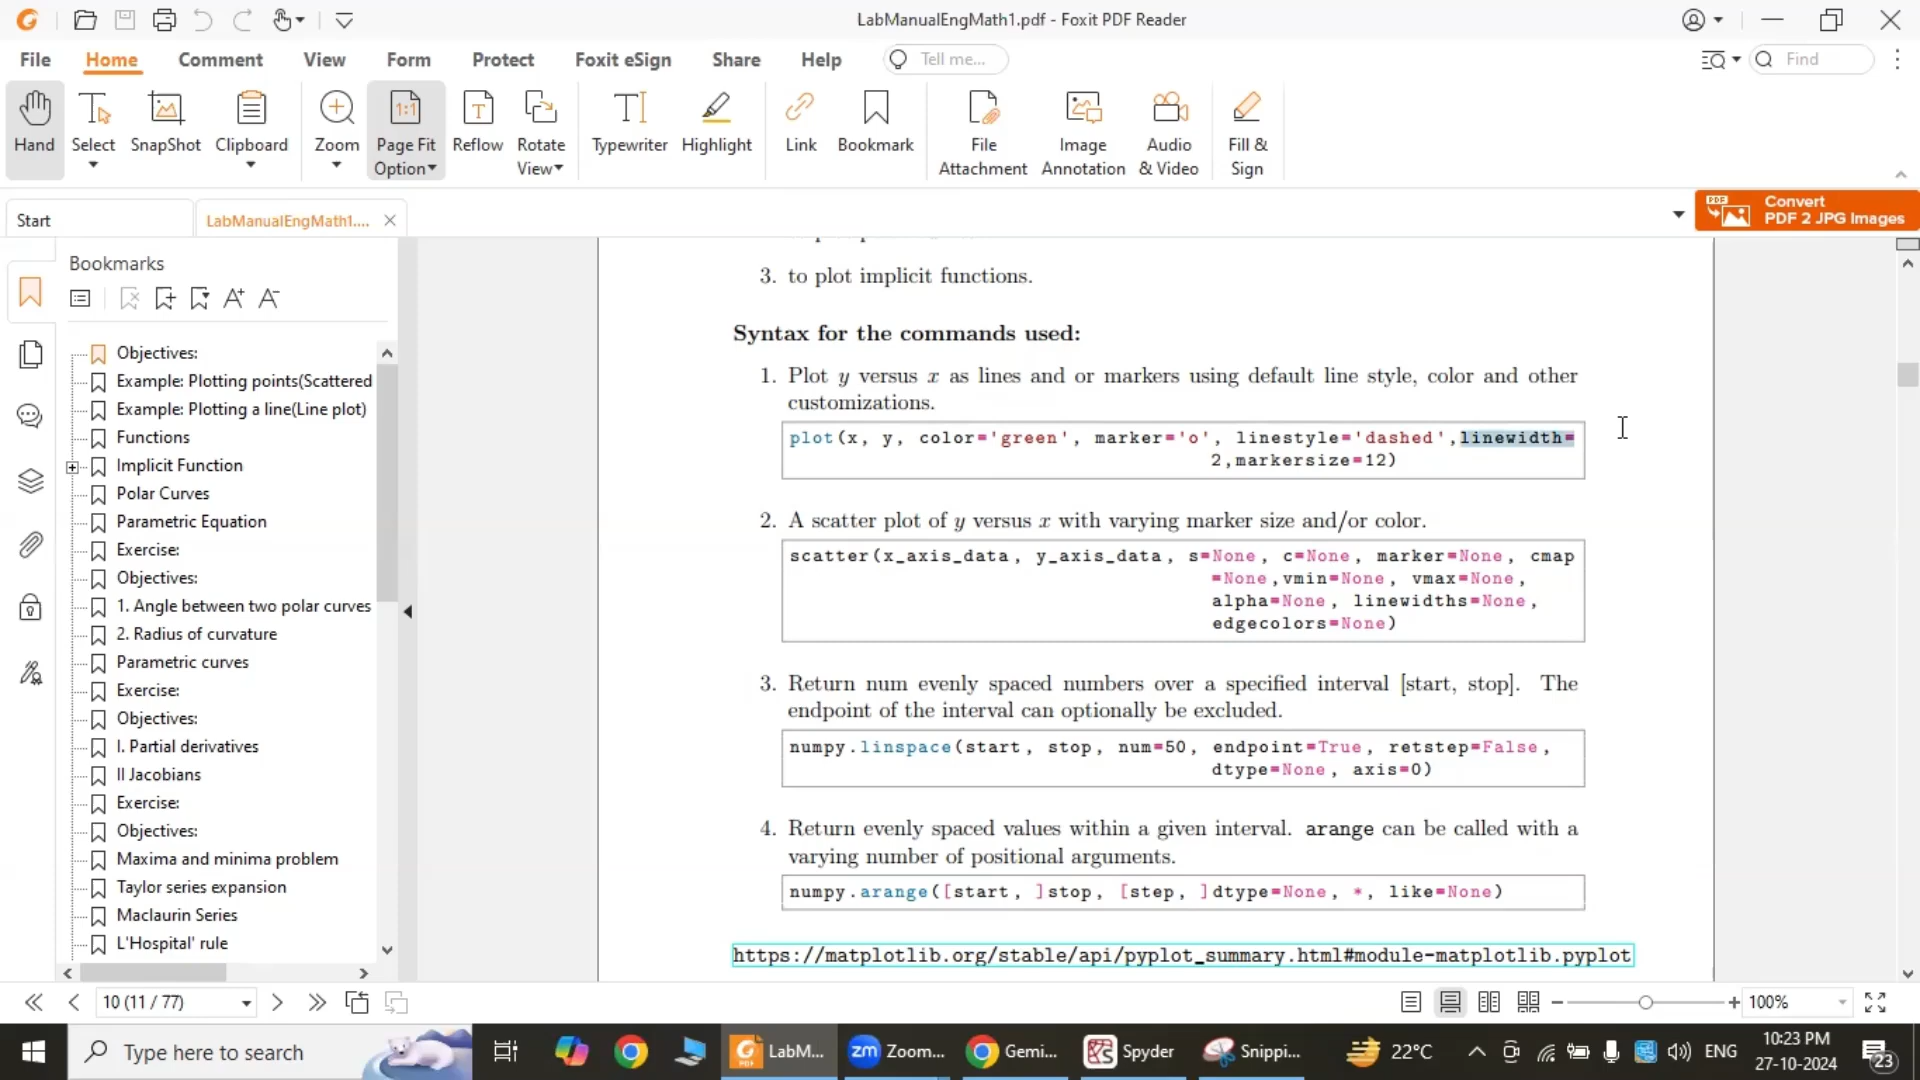 LabManualEngMath1.pdf - Foxit PDF Reader
File Home Comment View Form Protect Foxit eSign Share Help Tell me... Find
Hand Select SnapShot Clipboard Zoom Page Fit Option Reflow Rotate View Typewriter Highlight Link Bookmark File Attachment Image Annotation Audio & Video Fill & Sign
Start LabManualEngMath1.... PDF Convert PDF 2 JPG Images
Bookmarks
Objectives:
Example: Plotting points(Scattered
Example: Plotting a line(Line plot)
Functions
Implicit Function
Polar Curves
Parametric Equation
Exercise:
Objectives:
1. Angle between two polar curves
2. Radius of curvature
Parametric curves
Exercise:
Objectives:
I. Partial derivatives
II Jacobians
Exercise:
Objectives:
Maxima and minima problem
Taylor series expansion
Maclaurin Series
L'Hospital' rule
3. to plot implicit functions.
Syntax for the commands used:
1. Plot y versus x as lines and or markers using default line style, color and other
customizations.
plot(x, y, color='green', marker='o', linestyle='dashed',linewidth=
2,markersize=12)
2. A scatter plot of y versus x with varying marker size and/or color.
scatter(x_axis_data, y_axis_data, s=None, c=None, marker=None, cmap
=None,vmin=None, vmax=None,
alpha=None, linewidths=None,
edgecolors=None)
3. Return num evenly spaced numbers over a specified interval [start, stop]. The
endpoint of the interval can optionally be excluded.
numpy.linspace(start, stop, num=50, endpoint=True, retstep=False,
dtype=None, axis=0)
4. Return evenly spaced values within a given interval. arange can be called with a
varying number of positional arguments.
numpy.arange([start, ]stop, [step, ]dtype=None, *, like=None)
https://matplotlib.org/stable/api/pyplot_summary.html#module-matplotlib.pyplot
10 (11 / 77) 100%
Type here to search LabM... zm Zoom... Gemi... Spyder Snippi... 22°C ENG 10:23 PM
27-10-2024 23